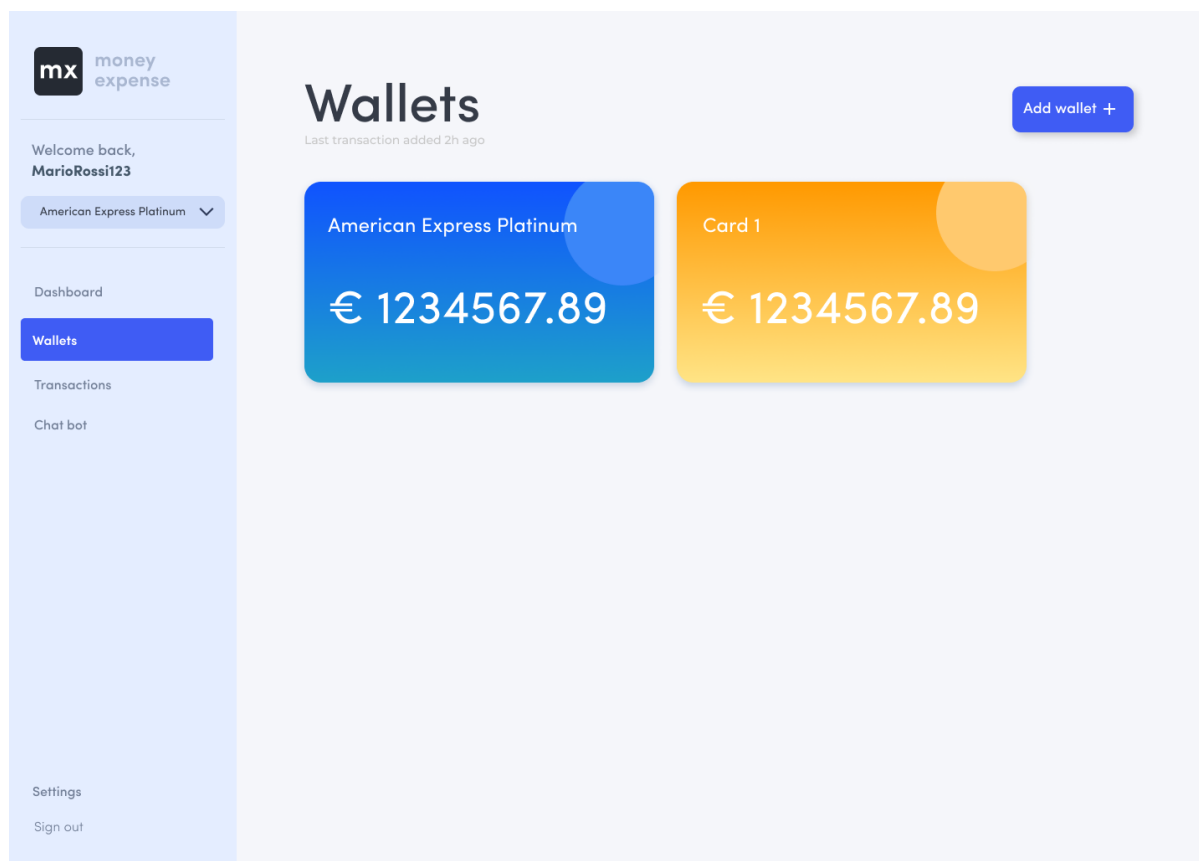 mx
money
expense
Welcome back,
MarioRossi123
American Express Platinum
Dashboard
Wallets
Transactions
Chat bot
Settings
Sign out
Wallets
Last transaction added 2h ago
Add wallet +
American Express Platinum
€ 1234567.89
Card 1
€ 1234567.89